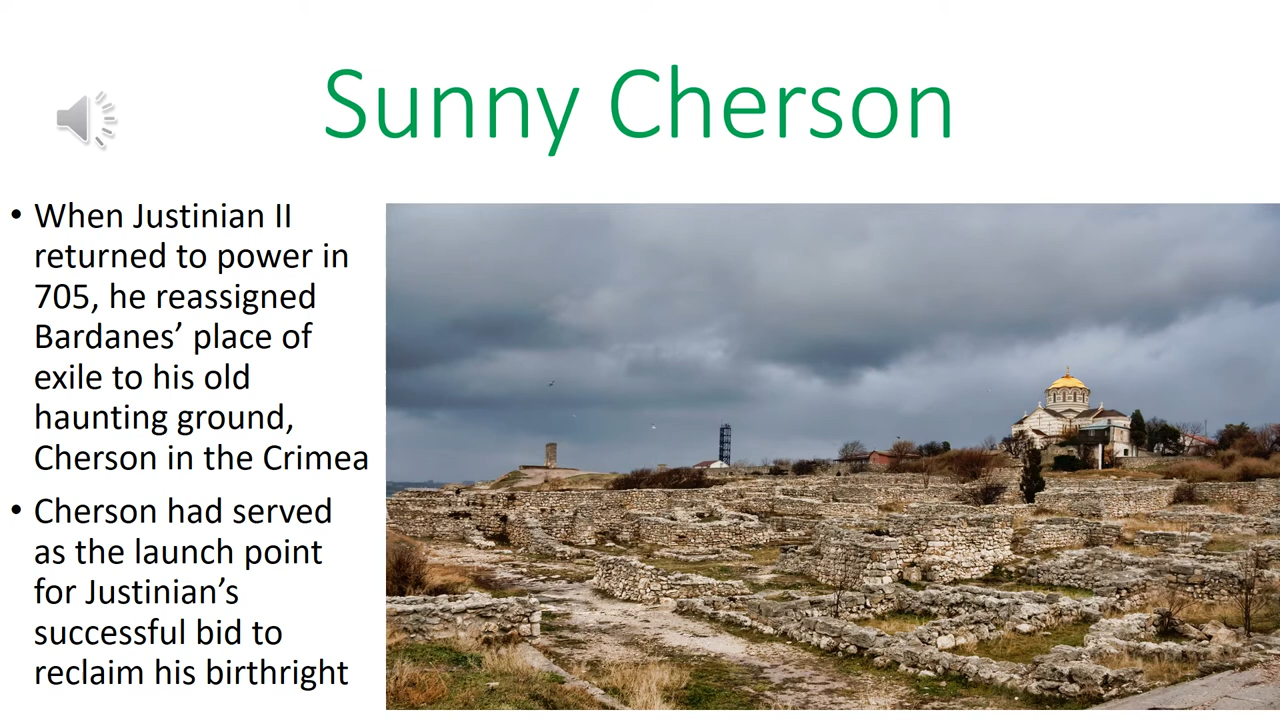 Sunny Cherson
• When Justinian II
returned to power in
705, he reassigned
Bardanes’ place of
exile to his old
haunting ground,
Cherson in the Crimea
• Cherson had served
as the launch point
for Justinian’s
successful bid to
reclaim his birthright